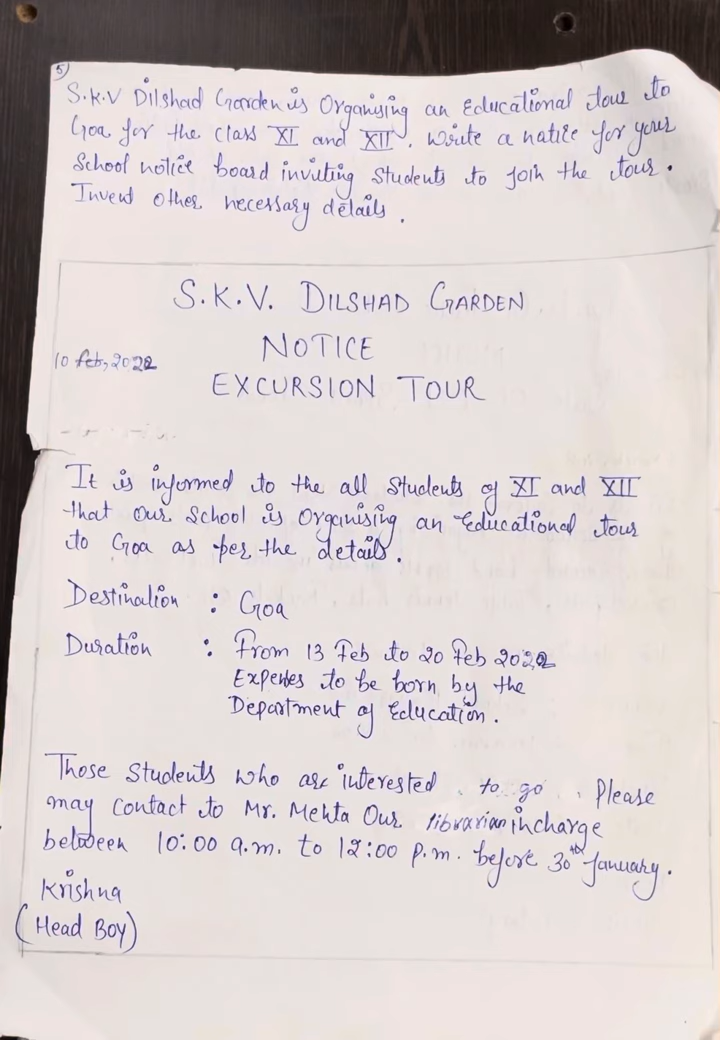 5)
S.K.V Dilshad Garden is Organising an Educational tour to
Goa for the class XI and XII. Write a notice for your
School notice board inviting Students to join the tour.
Invent other necessary details.
S.K.V. DILSHAD GARDEN
NOTICE
10 feb, 2022
EXCURSION TOUR
It is informed to the all Students of XI and XII
that Our School is Organising an Educational tour
to Goa as per the details.
Destination : Goa
Duration : From 13 Feb to 20 Feb 2022
Expenses to be born by the
Department of Education.
Those Students who are interested to go Please
may Contact to Mr. Mehta Our librarian incharge
between 10:00 a.m. to 12:00 p.m. before 30th January.
Krishna
(Head Boy)